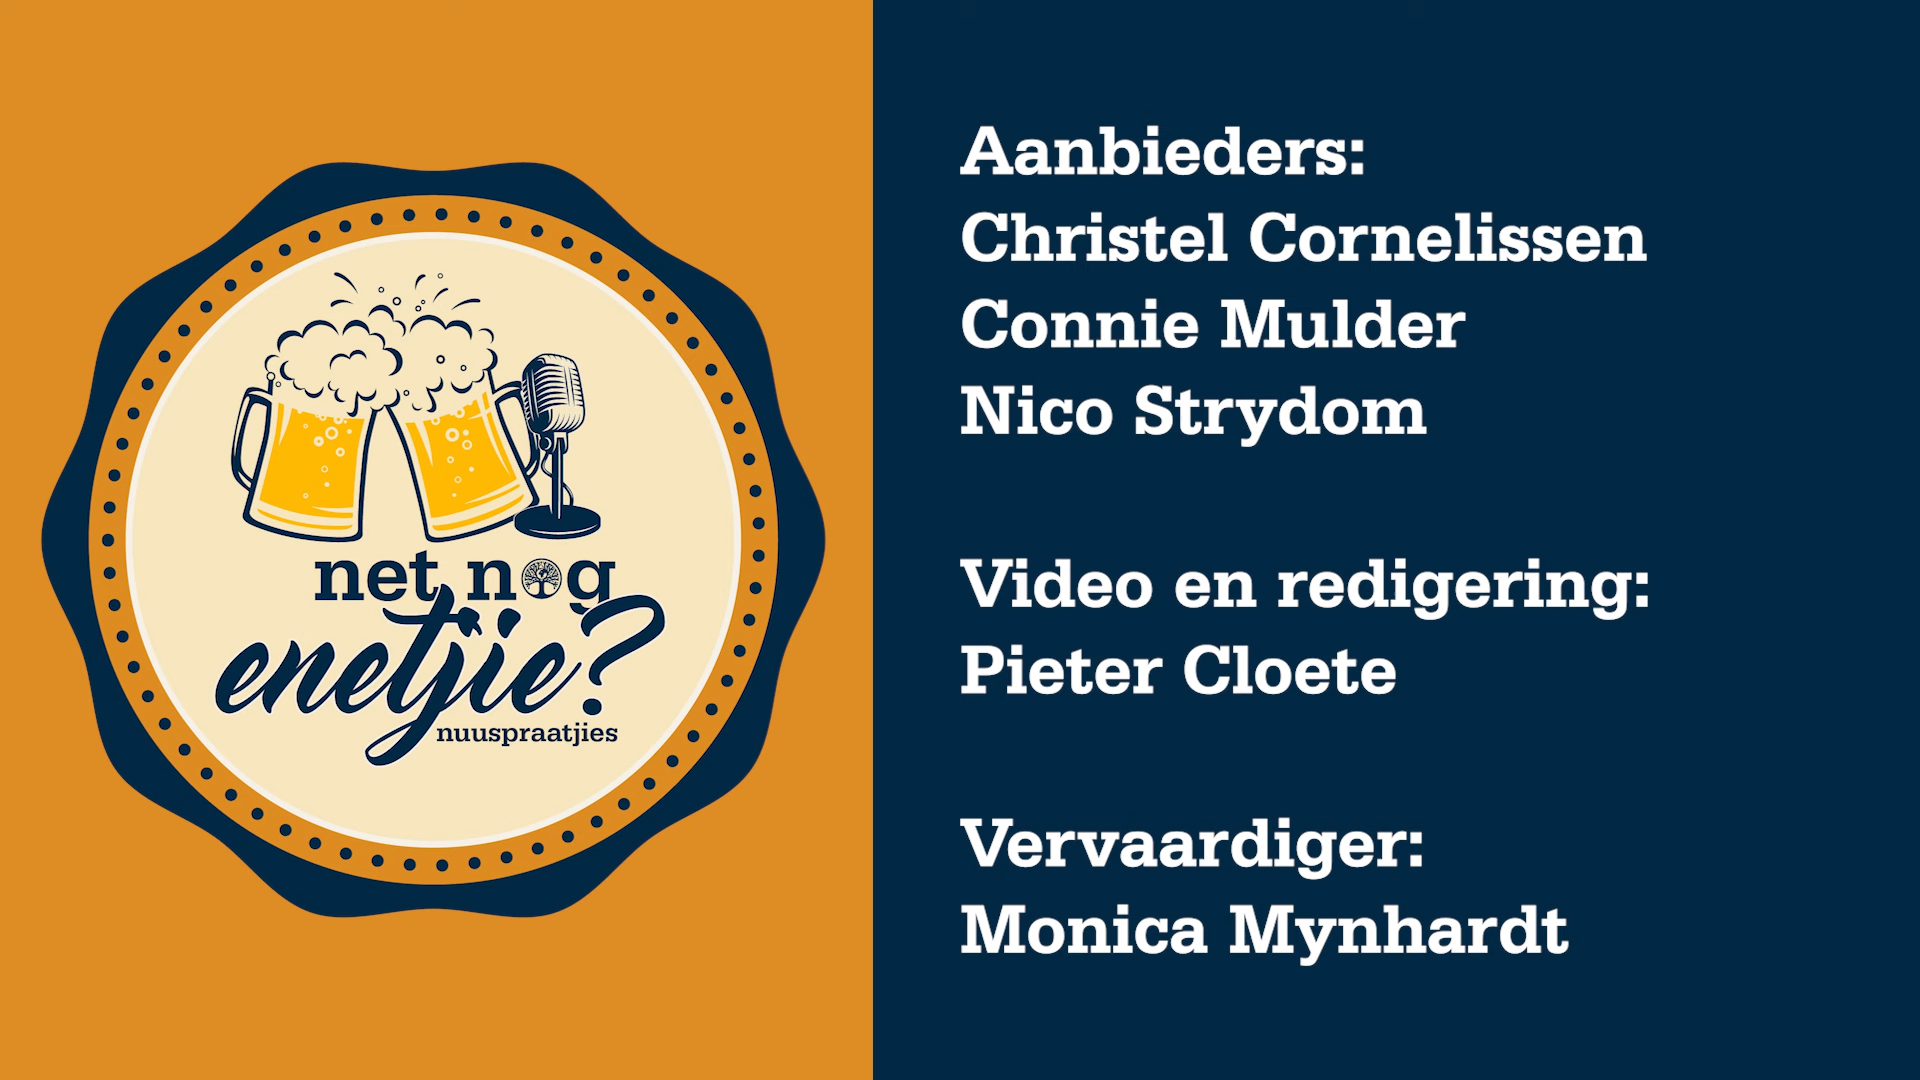 net nog
enetjie?
nuuspraatjies
Aanbieders:
Christel Cornelissen
Connie Mulder
Nico Strydom
Video en redigering:
Pieter Cloete
Vervaardiger:
Monica Mynhardt